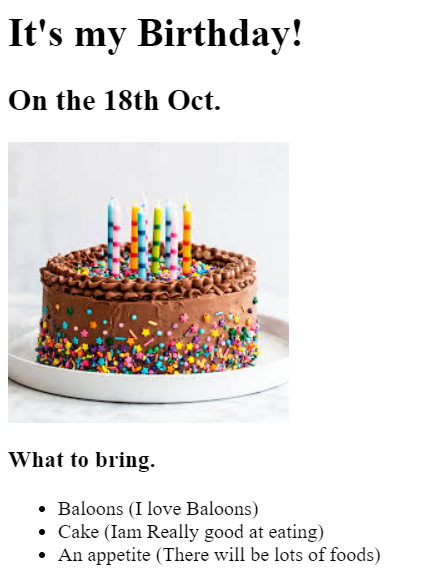 It's my Birthday!
On the 18th Oct.
What to bring.
Baloons (I love Baloons)
Cake (Iam Really good at eating)
An appetite (There will be lots of foods)